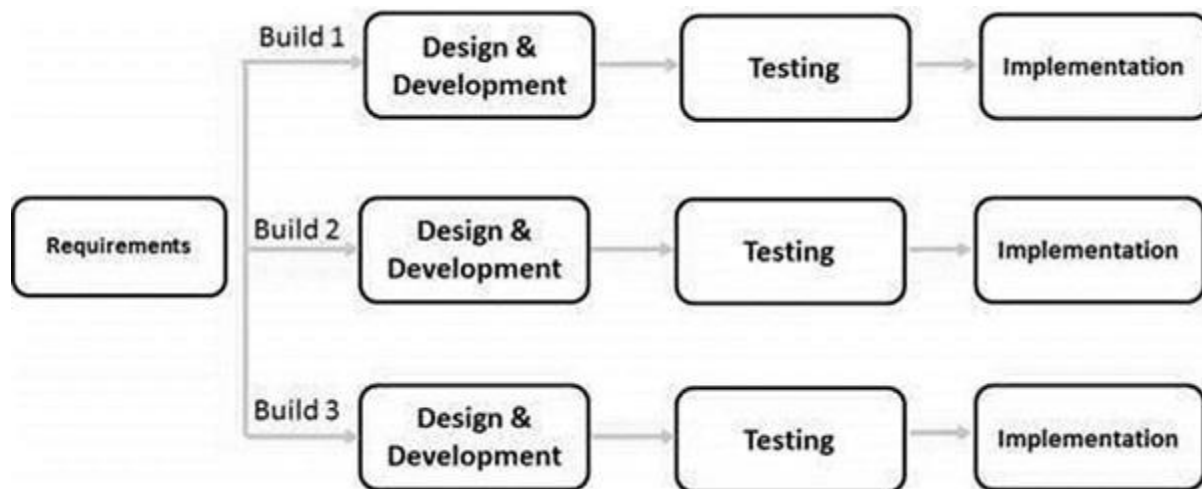 Build 1
Design &
Development
Testing
Implementation
Requirements
Build 2
Design &
Development
Testing
Implementation
Build 3
Design &
Development
Testing
Implementation